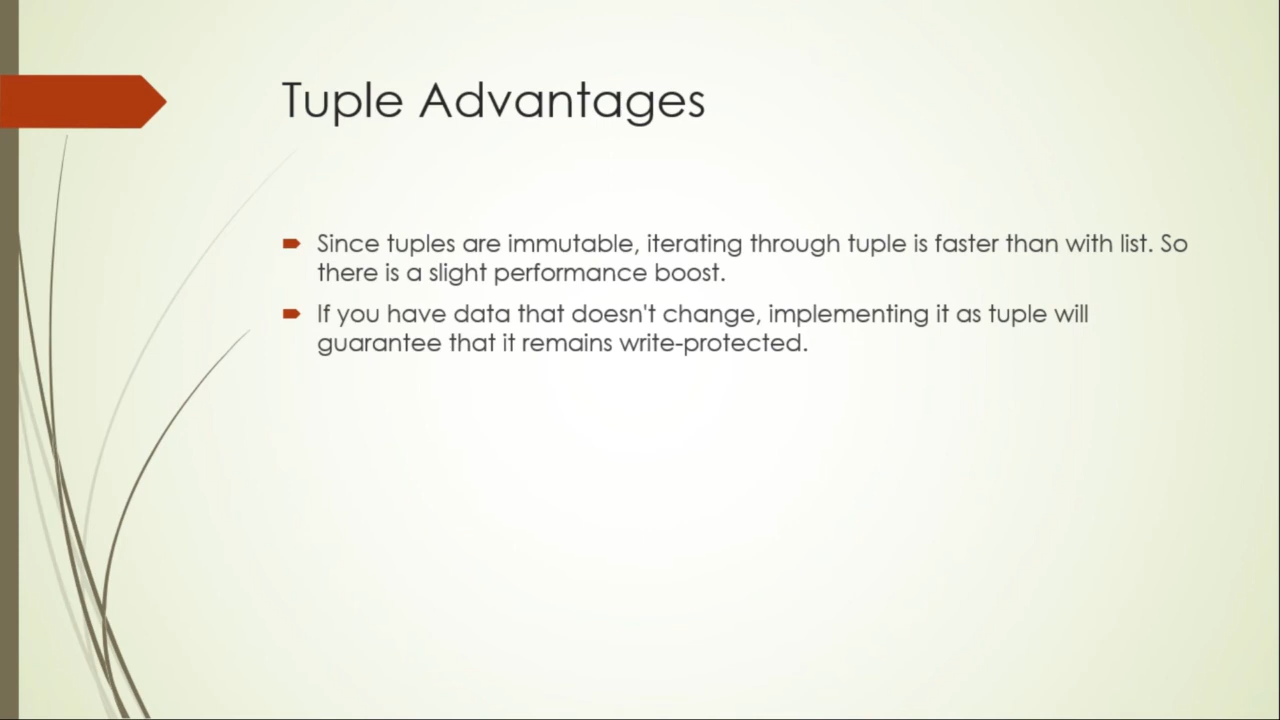 Tuple Advantages
Since tuples are immutable, iterating through tuple is faster than with list. So
there is a slight performance boost.
If you have data that doesn't change, implementing it as tuple will
guarantee that it remains write-protected.